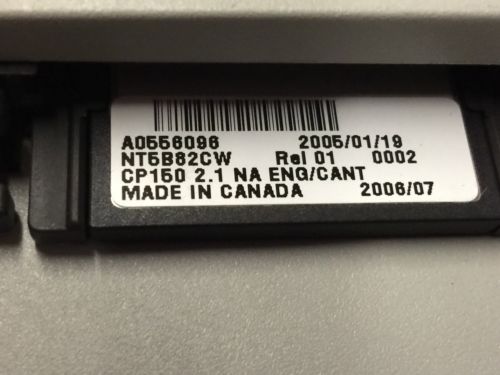 A0556096 2005/01/19
NT5B82CW Rel 01 0002
CP150 2.1 NA ENG/CANT
MADE IN CANADA 2006/07